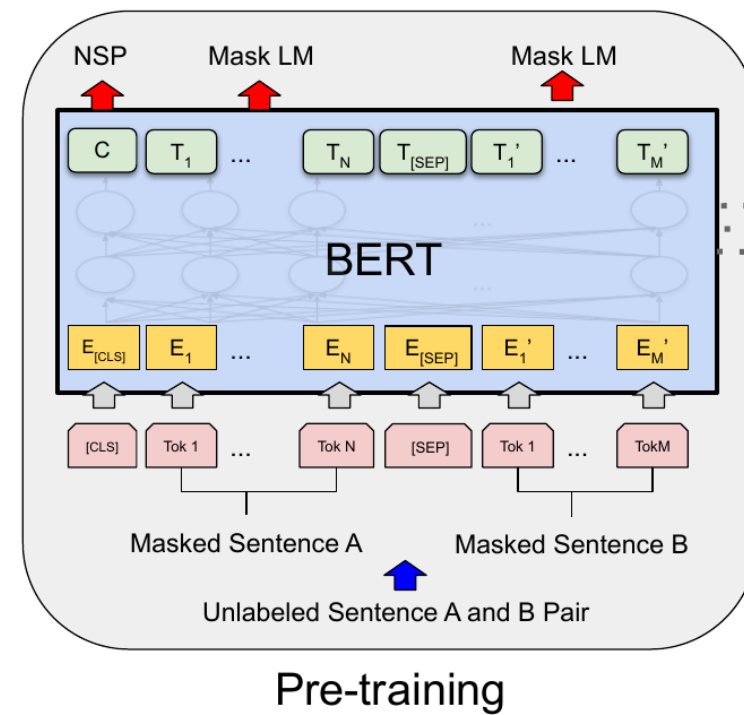 NSP Mask LM Mask LM
C T1 ... TN T[SEP] T1’ ... TM’
...
BERT
...
E[CLS] E1 ... EN E[SEP] E1’ ... EM’
[CLS] Tok 1 ... Tok N [SEP] Tok 1 ... TokM
Masked Sentence A Masked Sentence B
Unlabeled Sentence A and B Pair
Pre-training